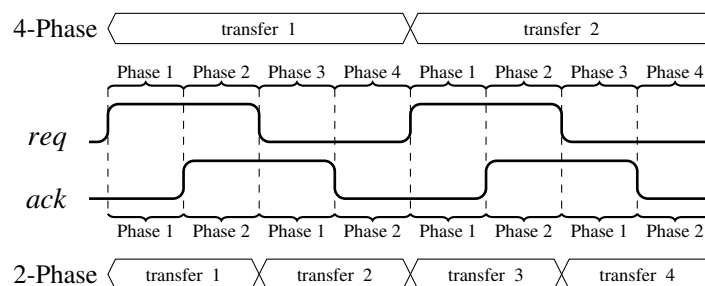 4-Phase transfer 1 transfer 2
Phase 1 Phase 2 Phase 3 Phase 4 Phase 1 Phase 2 Phase 3 Phase 4
req
ack
Phase 1 Phase 2 Phase 1 Phase 2 Phase 1 Phase 2 Phase 1 Phase 2
2-Phase transfer 1 transfer 2 transfer 3 transfer 4